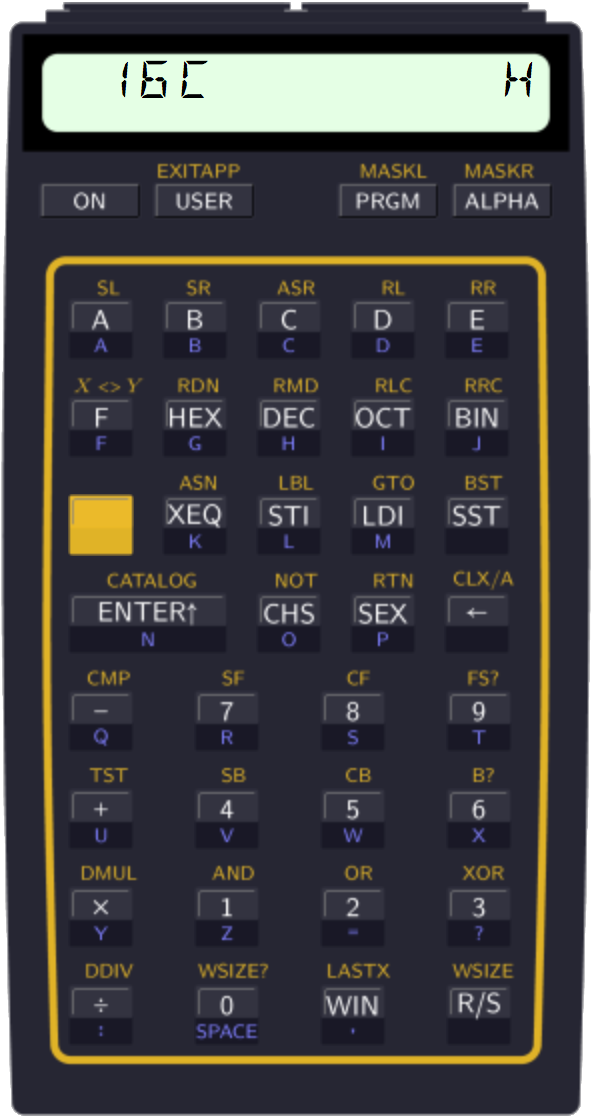 16C H
EXITAPP MASKL MASKR
ON USER PRGM ALPHA
SL SR ASR RL RR
A B C D E
A B C D E
X <> Y RDN RMD RLC RRC
F HEX DEC OCT BIN
F G H I J
ASN LBL GTO BST
XEQ STI LDI SST
K L M
CATALOG NOT RTN CLX/A
ENTER↑ CHS SEX ←
N O P
CMP SF CF FS?
− 7 8 9
Q R S T
TST SB CB B?
+ 4 5 6
U V W X
DMUL AND OR XOR
× 1 2 3
Y Z = ?
DDIV WSIZE? LASTX WSIZE
÷ 0 WIN R/S
: SPACE ,